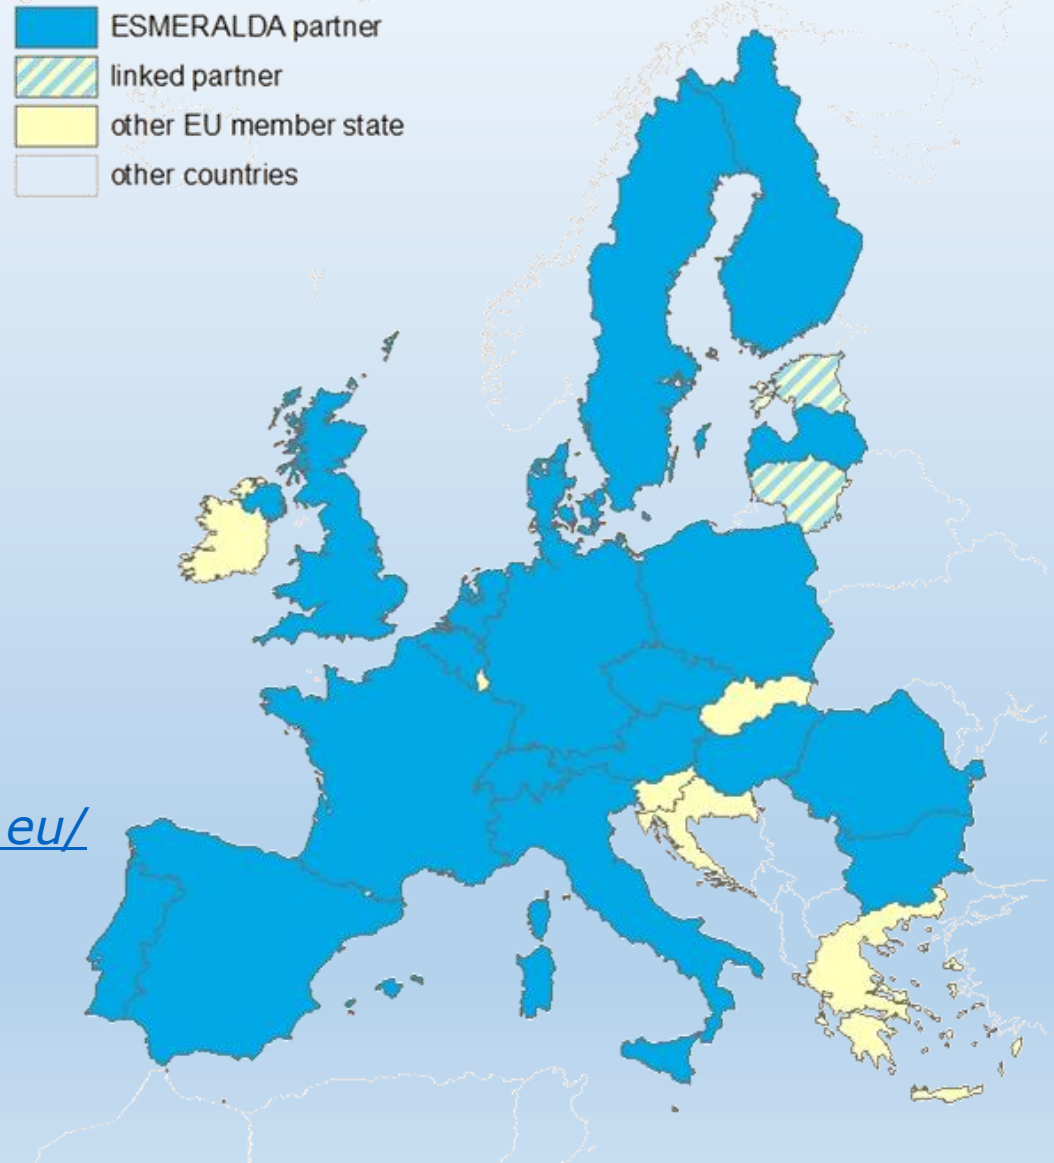 ESMERALDA partner
linked partner
other EU member state
other countries
eu/